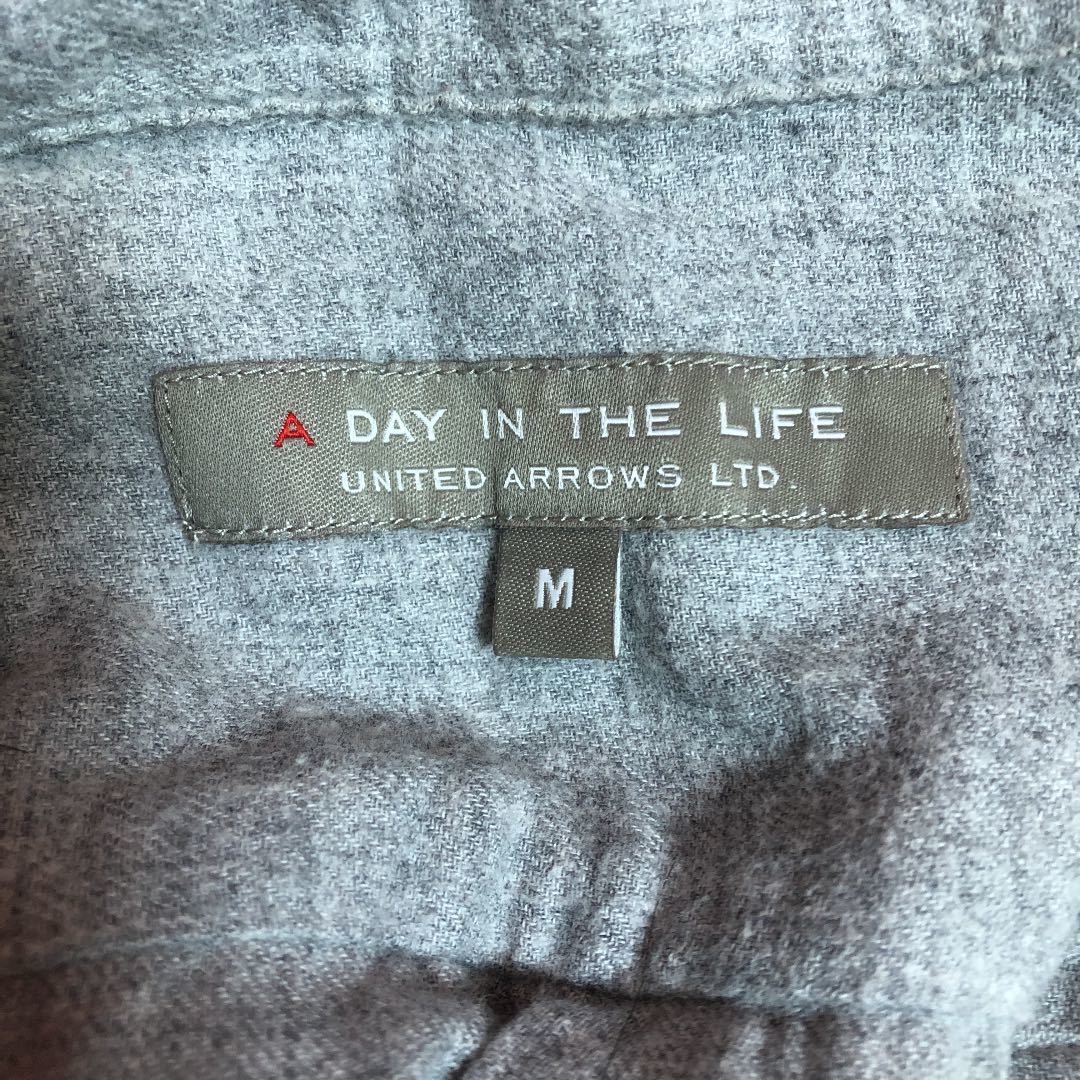 A DAY IN THE LIFE
UNITED ARROWS LTD.
M